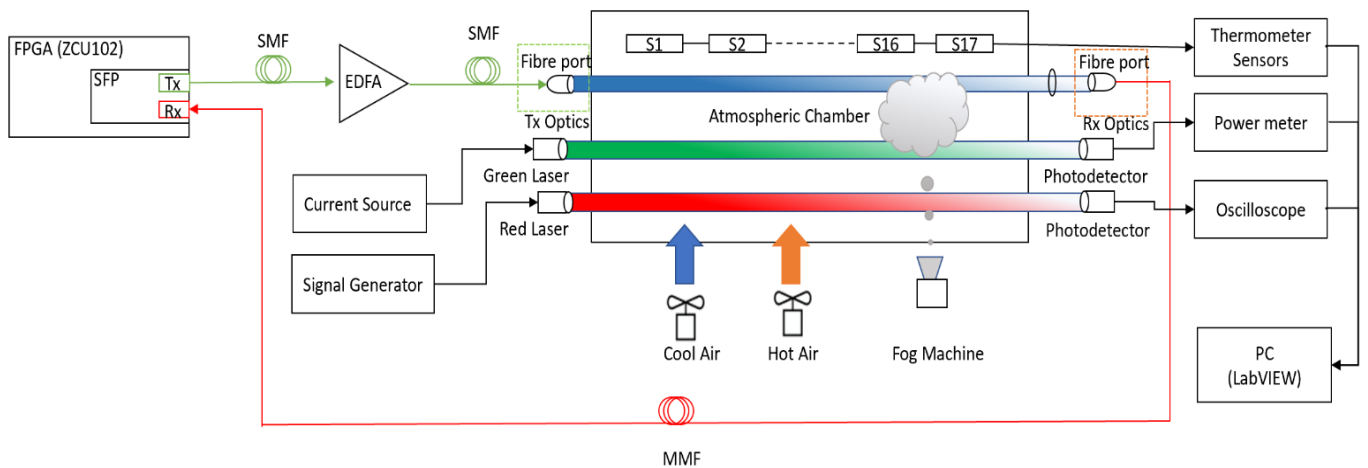 FPGA (ZCU102)
SFP
Tx
Rx
SMF
EDFA
SMF
Fibre port
Tx Optics
S1
S2
S16
S17
Atmospheric Chamber
Fibre port
Rx Optics
Thermometer
Sensors
Power meter
Oscilloscope
PC
(LabVIEW)
Green Laser
Photodetector
Current Source
Red Laser
Photodetector
Signal Generator
Cool Air
Hot Air
Fog Machine
MMF